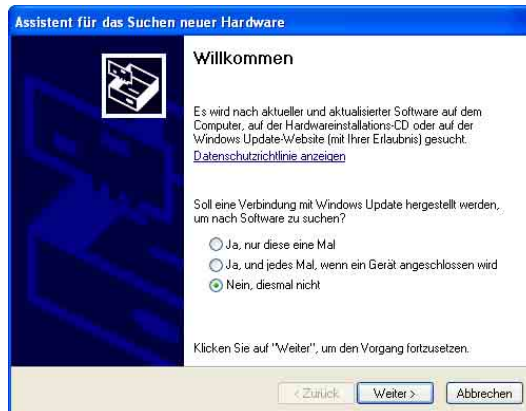 Assistent für das Suchen neuer Hardware
Willkommen
Es wird nach aktueller und aktualisierter Software auf dem
Computer, auf der Hardwareinstallations-CD oder auf der
Windows Update-Website (mit Ihrer Erlaubnis) gesucht.
Datenschutzrichtlinie anzeigen
Soll eine Verbindung mit Windows Update hergestellt werden,
um nach Software zu suchen?
Ja, nur diese eine Mal
Ja, und jedes Mal, wenn ein Gerät angeschlossen wird
Nein, diesmal nicht
Klicken Sie auf "Weiter", um den Vorgang fortzusetzen.
< Zurück Weiter > Abbrechen